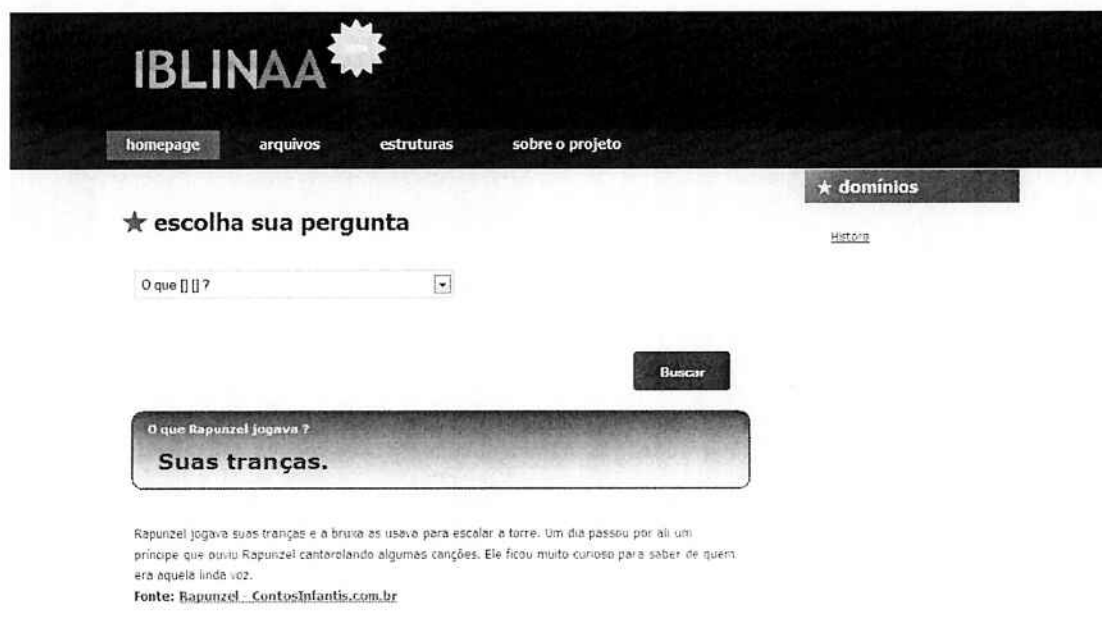 IBLINAA
homepage arquivos estruturas sobre o projeto
★ domínios
★ escolha sua pergunta
História
O que [] [] ?
Buscar
O que Rapunzel jogava ?
Suas tranças.
Rapunzel jogava suas tranças e a bruxa as usava para escalar a torre. Um dia passou por ali um
príncipe que ouviu Rapunzel cantarolando algumas canções. Ele ficou muito curioso para saber de quem
era aquela linda voz.
Fonte: Rapunzel - ContosInfantis.com.br